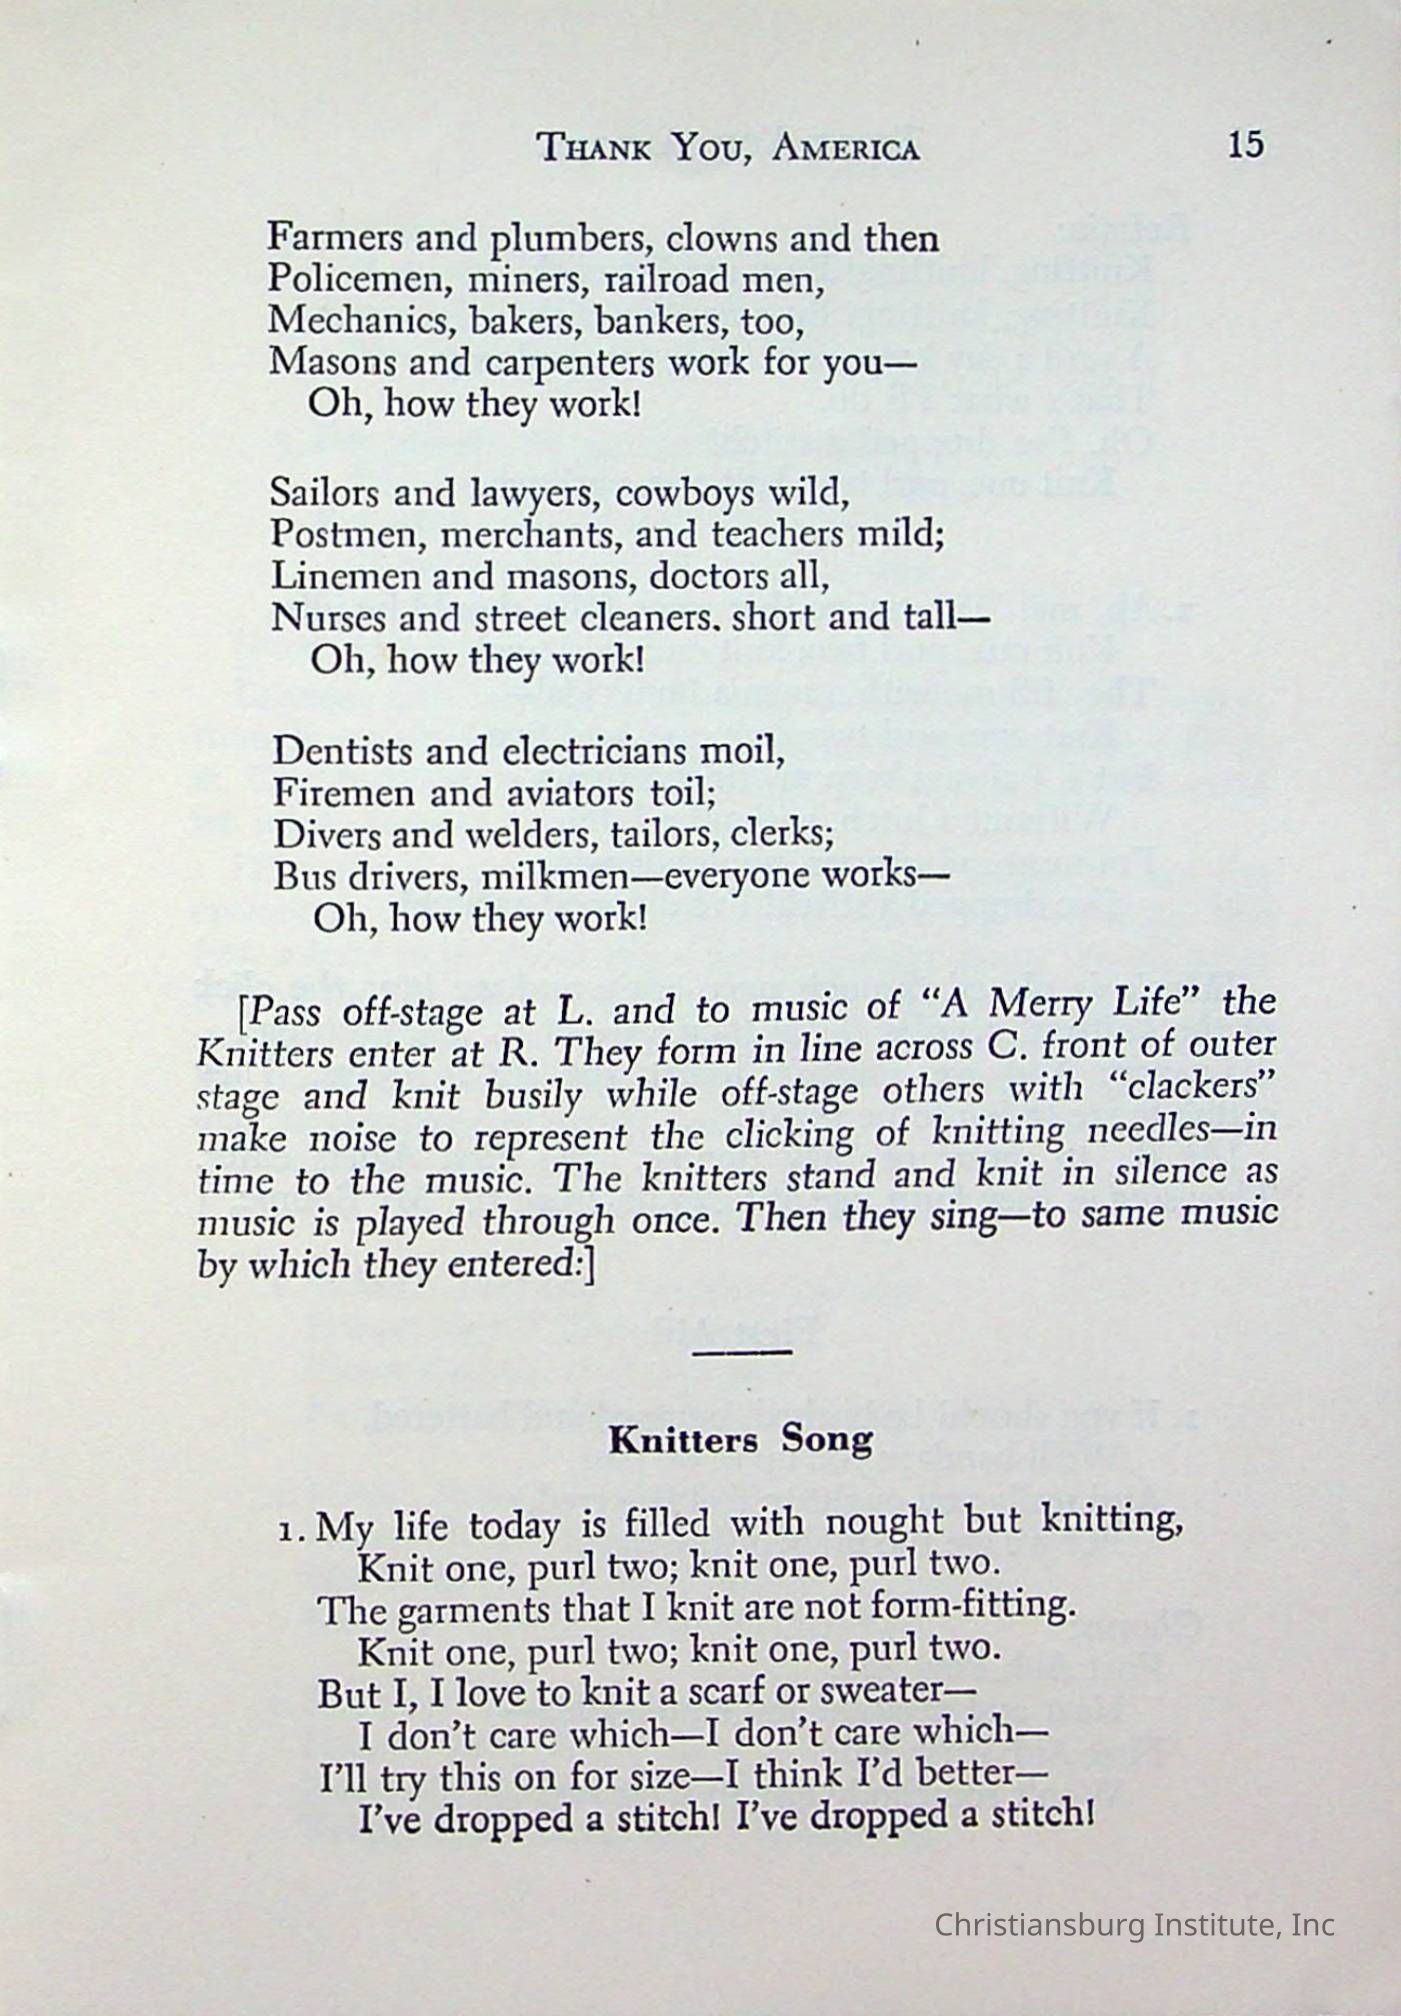 THANK YOU, AMERICA 15
Farmers and plumbers, clowns and then
Policemen, miners, railroad men,
Mechanics, bakers, bankers, too,
Masons and carpenters work for you—
Oh, how they work!
Sailors and lawyers, cowboys wild,
Postmen, merchants, and teachers mild;
Linemen and masons, doctors all,
Nurses and street cleaners. short and tall—
Oh, how they work!
Dentists and electricians moil,
Firemen and aviators toil;
Divers and welders, tailors, clerks;
Bus drivers, milkmen—everyone works—
Oh, how they work!
[Pass off-stage at L. and to music of “A Merry Life” the
Knitters enter at R. They form in line across C. front of outer
stage and knit busily while off-stage others with “clackers”
make noise to represent the clicking of knitting needles—in
time to the music. The knitters stand and knit in silence as
music is played through once. Then they sing—to same music
by which they entered:]
Knitters Song
1. My life today is filled with nought but knitting,
Knit one, purl two; knit one, purl two.
The garments that I knit are not form-fitting.
Knit one, purl two; knit one, purl two.
But I, I love to knit a scarf or sweater—
I don’t care which—I don’t care which—
I’ll try this on for size—I think I’d better—
I’ve dropped a stitch! I’ve dropped a stitch!
Christiansburg Institute, Inc